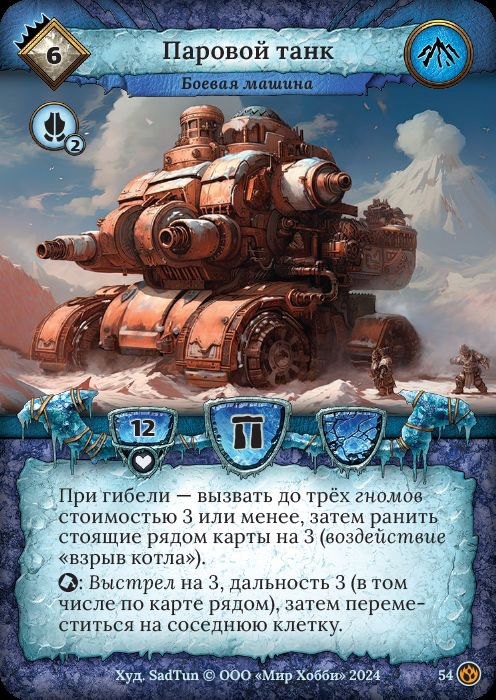 6
Паровой танк
Боевая машина
2
12
При гибели — вызвать до трёх гномов
стоимостью 3 или менее, затем ранить
стоящие рядом карты на 3 (воздействие
«взрыв котла»).
: Выстрел на 3, дальность 3 (в том
числе по карте рядом), затем переме-
ститься на соседнюю клетку.
Худ. SadTun © ООО «Мир Хобби» 2024
54